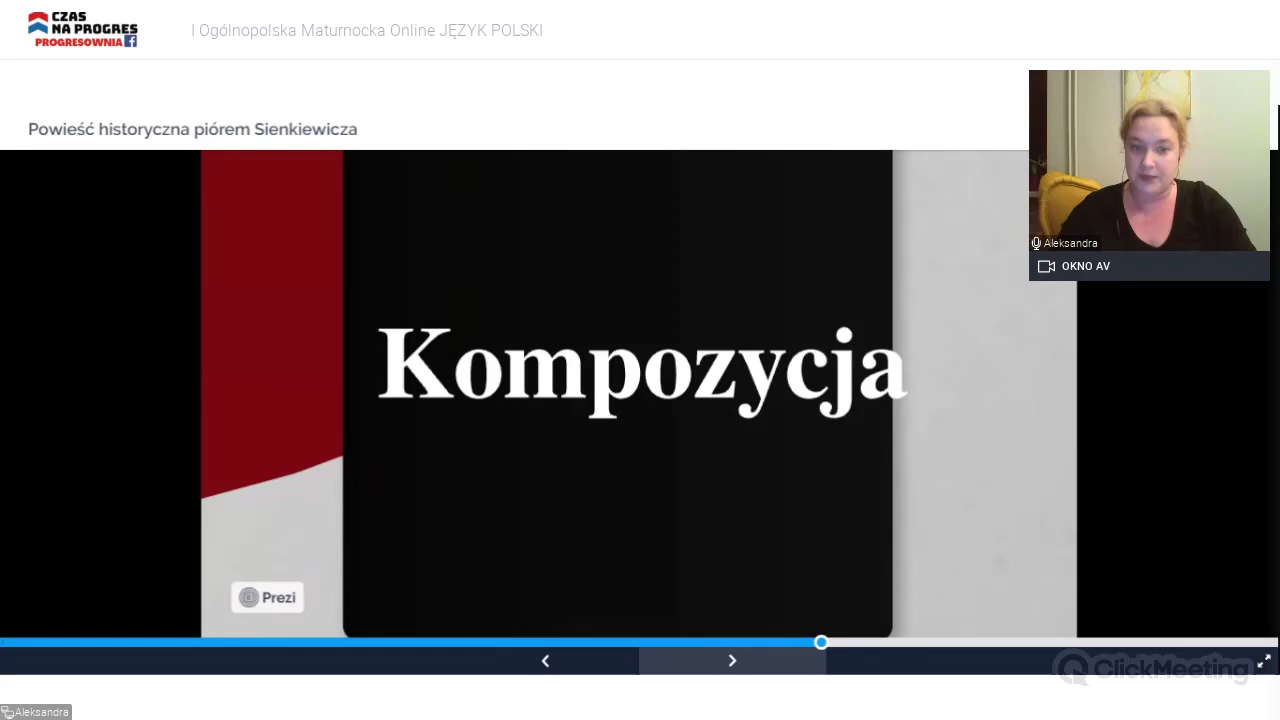 CZAS
NA PROGRES
PROGRESOWNIA
I Ogólnopolska Maturnocka Online JĘZYK POLSKI
Powieść historyczna piórem Sienkiewicza
Aleksandra
OKNO AV
Kompozycja
Prezi
ClickMeeting
Aleksandra